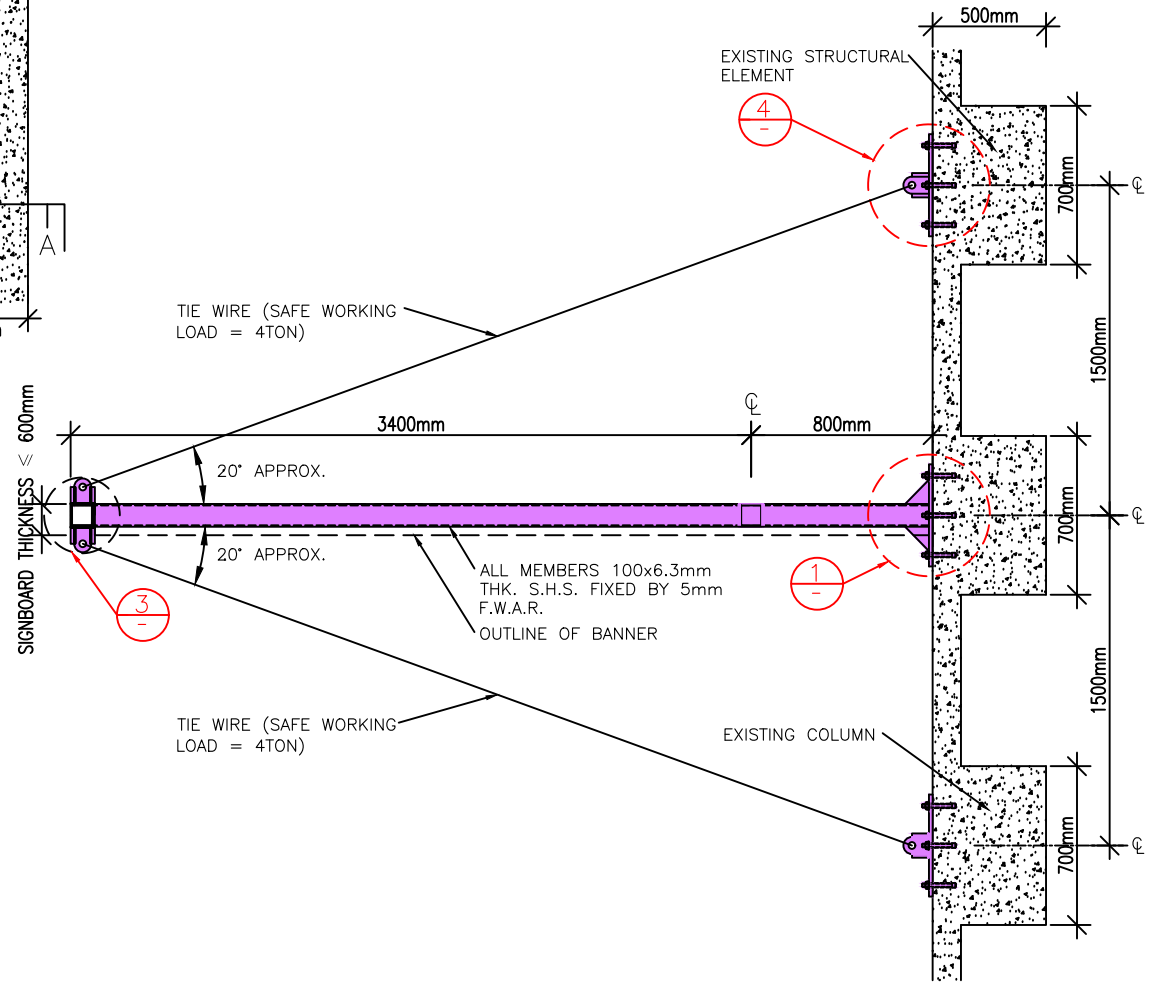 500mm
EXISTING STRUCTURAL
ELEMENT
4
-
700mm
℄
A
TIE WIRE (SAFE WORKING
LOAD = 4TON)
1500mm
SIGNBOARD THICKNESS ≤ 600mm
3400mm
℄
800mm
20° APPROX.
700mm
℄
20° APPROX.
ALL MEMBERS 100x6.3mm
THK. S.H.S. FIXED BY 5mm
F.W.A.R.
1
-
3
-
OUTLINE OF BANNER
1500mm
TIE WIRE (SAFE WORKING
LOAD = 4TON)
EXISTING COLUMN
700mm
℄